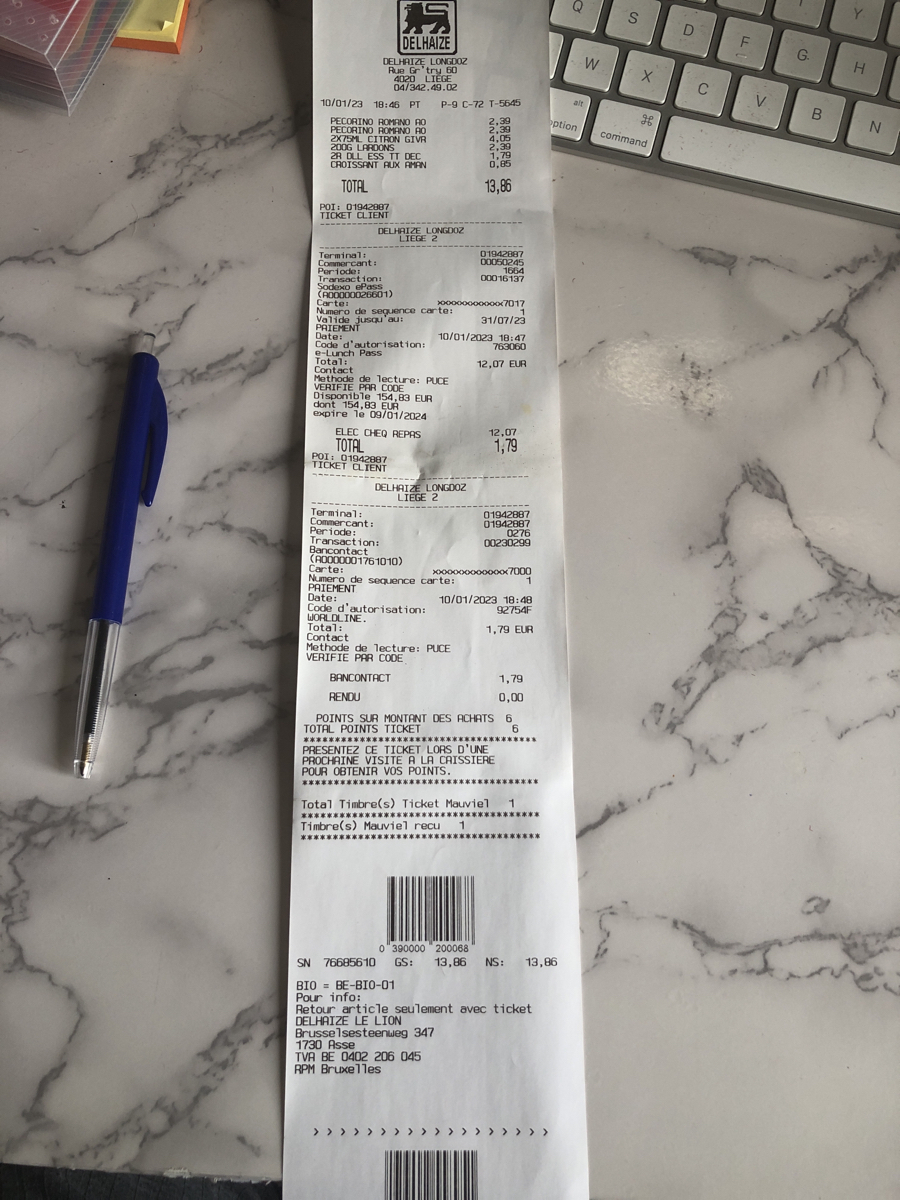 DELHAIZE
DELHAIZE LONGDOZ
Rue Gr'try 60
4020 LIEGE
04/342.49.02
10/01/23 18:46 PT P-9 C-72 T-5645
PECORINO ROMANO RO 2,39
PECORINO ROMANO RO 2,39
2X75ML CITRON GIVR 4,05
200G LARDONS 2,39
2R DLL ESS TT DEC 1,79
CROISSANT AUX AMAN 0,85
TOTAL 13,86
POI: 01942887
TICKET CLIENT
DELHAIZE LONGDOZ
LIEGE 2
Terminal: 01942887
Commercant: 00050245
Periode: 1664
Transaction: 00016137
Sodexo ePass
(A00000026601)
Carte: xxxxxxxxxxxx7017
Numero de sequence carte: 1
Valide jusqu'au: 31/07/23
PAIEMENT
Date: 10/01/2023 18:47
Code d'autorisation: 763060
e-Lunch Pass
Total: 12,07 EUR
Contact
Methode de lecture: PUCE
VERIFIE PAR CODE
Disponible 154,83 EUR
dont 154,83 EUR
expire le 09/01/2024
ELEC CHEQ REPAS 12,07
TOTAL 1,79
POI: 01942887
TICKET CLIENT
DELHAIZE LONGDOZ
LIEGE 2
Terminal: 01942887
Commercant: 01942887
Periode: 0276
Transaction: 00230299
Bancontact
(A0000001761010)
Carte: xxxxxxxxxxxxx7000
Numero de sequence carte: 1
PAIEMENT
Date: 10/01/2023 18:48
Code d'autorisation: 92754F
WORLDLINE.
Total: 1,79 EUR
Contact
Methode de lecture: PUCE
VERIFIE PAR CODE
BANCONTACT 1,79
RENDU 0,00
POINTS SUR MONTANT DES ACHATS 6
TOTAL POINTS TICKET 6
************************************
PRESENTEZ CE TICKET LORS D'UNE
PROCHAINE VISITE A LA CAISSIERE
POUR OBTENIR VOS POINTS.
************************************
Total Timbre(s) Ticket Mauviel 1
************************************
Timbre(s) Mauviel recu 1
************************************
0 390000 200068
SN 76685610 GS: 13,86 NS: 13,86
BIO = BE-BIO-01
Pour info:
Retour article seulement avec ticket
DELHAIZE LE LION
Brusselsesteenweg 347
1730 Asse
TVA BE 0402 206 045
RPM Bruxelles
> > > > > > > > > > > > > > > > > >
Q S D F G H Y
W X C V B N
alt
option
⌘
command